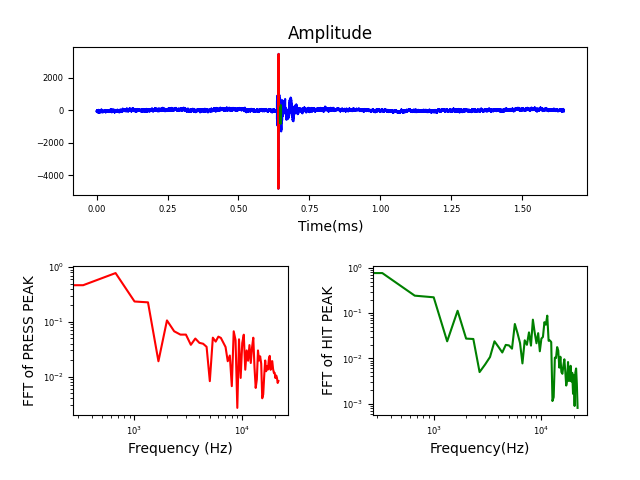 Amplitude
2000
0
−2000
−4000
0.00 0.25 0.50 0.75 1.00 1.25 1.50
Time(ms)
FFT of PRESS PEAK
10⁰
10⁻¹
10⁻²
10³ 10⁴
Frequency (Hz)
FFT of HIT PEAK
10⁰
10⁻¹
10⁻²
10⁻³
10³ 10⁴
Frequency(Hz)